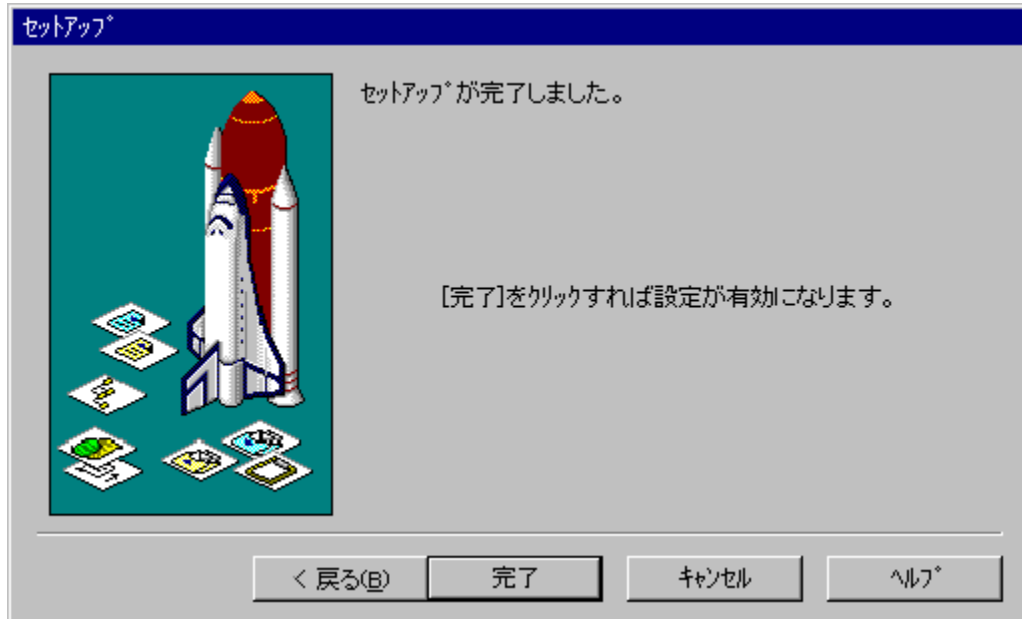 ｾｯﾄｱｯﾌﾟ
ｾｯﾄｱｯﾌﾟが完了しました。
[完了]をｸﾘｯｸすれば設定が有効になります。
< 戻る(B) 完了 ｷｬﾝｾﾙ ﾍﾙﾌﾟ